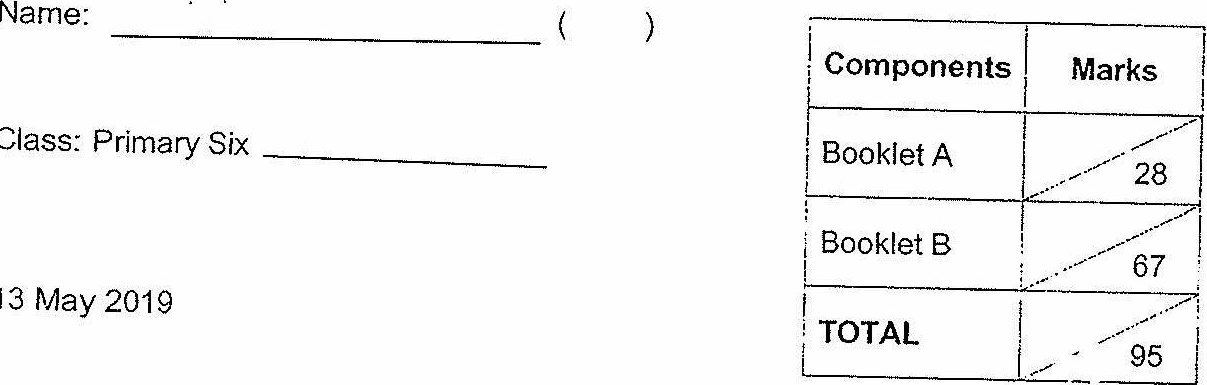 Name: ( )
Class: Primary Six
13 May 2019
Components Marks
Booklet A 28
Booklet B 67
TOTAL 95